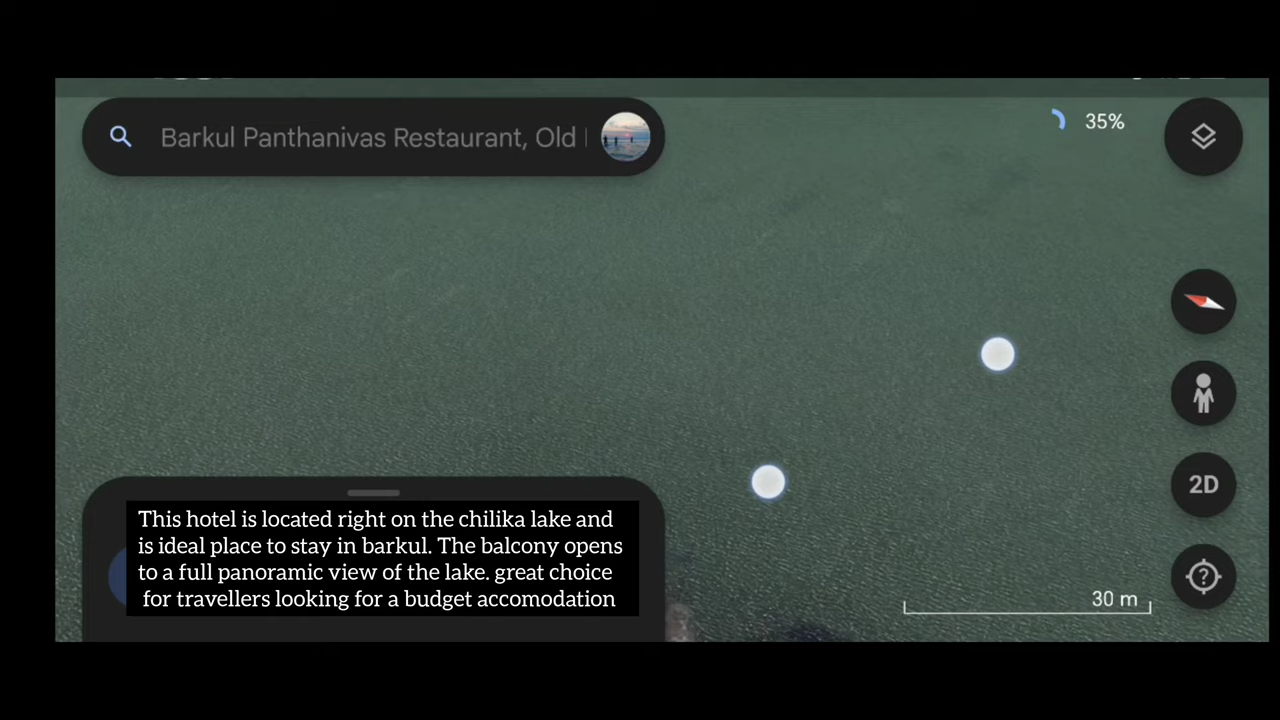 Barkul Panthanivas Restaurant, Old
35%
2D
This hotel is located right on the chilika lake and
is ideal place to stay in barkul. The balcony opens
to a full panoramic view of the lake. great choice
for travellers looking for a budget accomodation
30 m